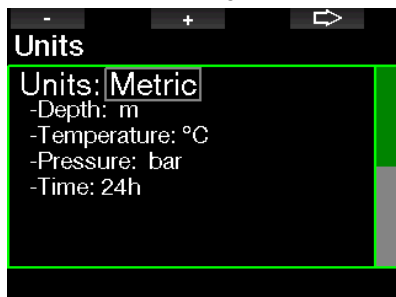 - +
Units
Units: Metric
-Depth: m
-Temperature: °C
-Pressure: bar
-Time: 24h